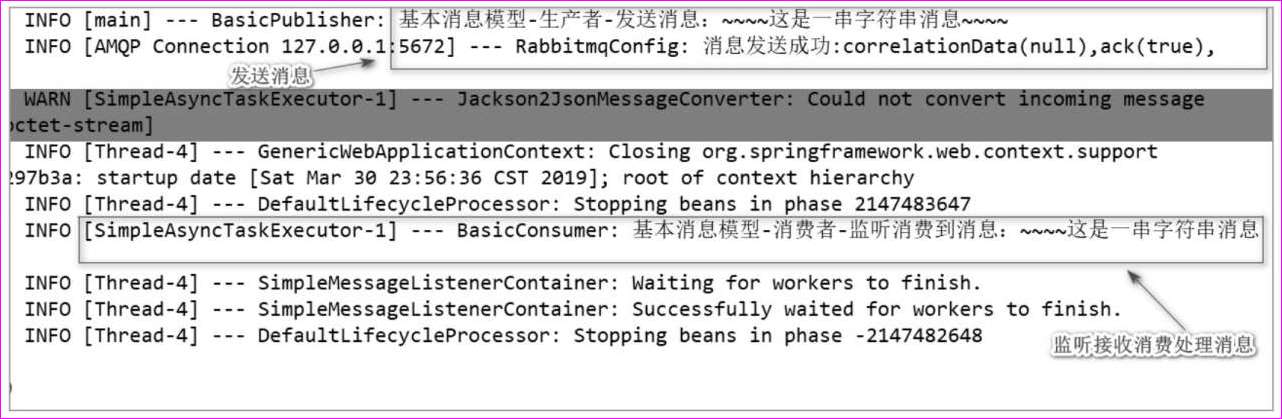 INFO [main] --- BasicPublisher: 基本消息模型-生产者-发送消息：~~~~这是一串字符串消息~~~~
INFO [AMQP Connection 127.0.0.1:5672] --- RabbitmqConfig: 消息发送成功:correlationData(null),ack(true),
发送消息
WARN [SimpleAsyncTaskExecutor-1] --- Jackson2JsonMessageConverter: Could not convert incoming message
octet-stream]
INFO [Thread-4] --- GenericWebApplicationContext: Closing org.springframework.web.context.support
297b3a: startup date [Sat Mar 30 23:56:36 CST 2019]; root of context hierarchy
INFO [Thread-4] --- DefaultLifecycleProcessor: Stopping beans in phase 2147483647
INFO [SimpleAsyncTaskExecutor-1] --- BasicConsumer: 基本消息模型-消费者-监听消费到消息：~~~~这是一串字符串消息
INFO [Thread-4] --- SimpleMessageListenerContainer: Waiting for workers to finish.
INFO [Thread-4] --- SimpleMessageListenerContainer: Successfully waited for workers to finish.
INFO [Thread-4] --- DefaultLifecycleProcessor: Stopping beans in phase -2147482648
监听接收消费处理消息